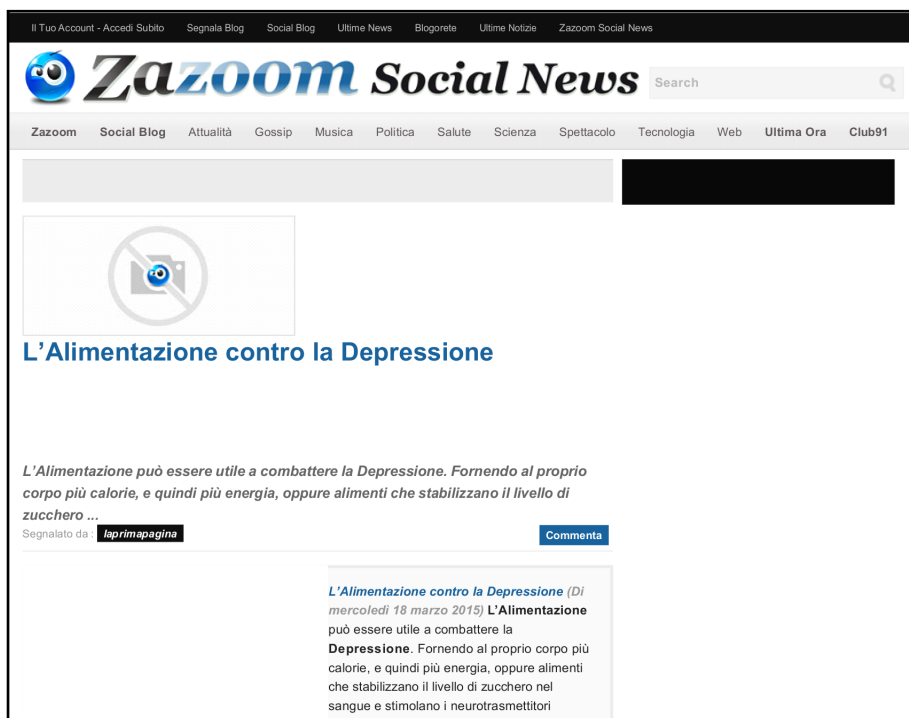 Il Tuo Account - Accedi Subito Segnala Blog Social Blog Ultime News Blogorete Ultime Notizie Zazoom Social News
Zazoom Social News
Search
Zazoom Social Blog Attualità Gossip Musica Politica Salute Scienza Spettacolo Tecnologia Web Ultima Ora Club91
L'Alimentazione contro la Depressione
L'Alimentazione può essere utile a combattere la Depressione. Fornendo al proprio
corpo più calorie, e quindi più energia, oppure alimenti che stabilizzano il livello di
zucchero ...
Segnalato da : laprimapagina
Commenta
L'Alimentazione contro la Depressione (Di
mercoledì 18 marzo 2015) L'Alimentazione
può essere utile a combattere la
Depressione. Fornendo al proprio corpo più
calorie, e quindi più energia, oppure alimenti
che stabilizzano il livello di zucchero nel
sangue e stimolano i neurotrasmettitori